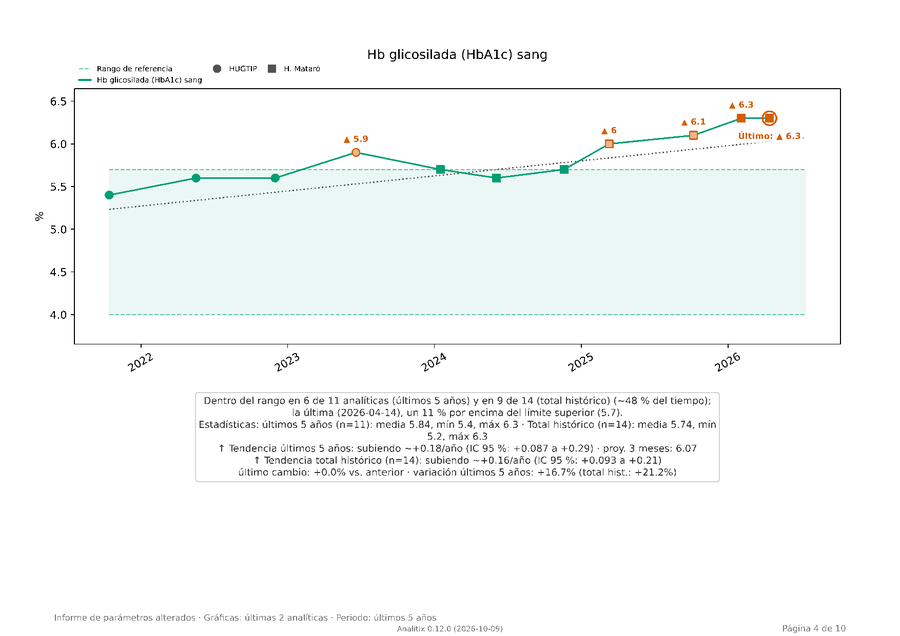 Hb glicosilada (HbA1c) sang
Rango de referencia
HUGTIP
H. Mataró
Hb glicosilada (HbA1c) sang
6.5
6.0
5.5
5.0
4.5
4.0
%
▲ 5.9
▲ 6
▲ 6.1
▲ 6.3
Último: ▲ 6.3
2022
2023
2024
2025
2026
Dentro del rango en 6 de 11 analíticas (últimos 5 años) y en 9 de 14 (total histórico) (~48 % del tiempo);
la última (2026-04-14), un 11 % por encima del límite superior (5.7).
Estadísticas: últimos 5 años (n=11): media 5.84, mín 5.4, máx 6.3 · Total histórico (n=14): media 5.74, mín
5.2, máx 6.3
↑ Tendencia últimos 5 años: subiendo ~+0.18/año (IC 95 %: +0.087 a +0.29) · proy. 3 meses: 6.07
↑ Tendencia total histórico (n=14): subiendo ~+0.16/año (IC 95 %: +0.093 a +0.21)
último cambio: +0.0% vs. anterior · variación últimos 5 años: +16.7% (total hist.: +21.2%)
Informe de parámetros alterados · Gráficas: últimas 2 analíticas · Periodo: últimos 5 años
Analitix 0.12.0 (2026-10-09)
Página 4 de 10